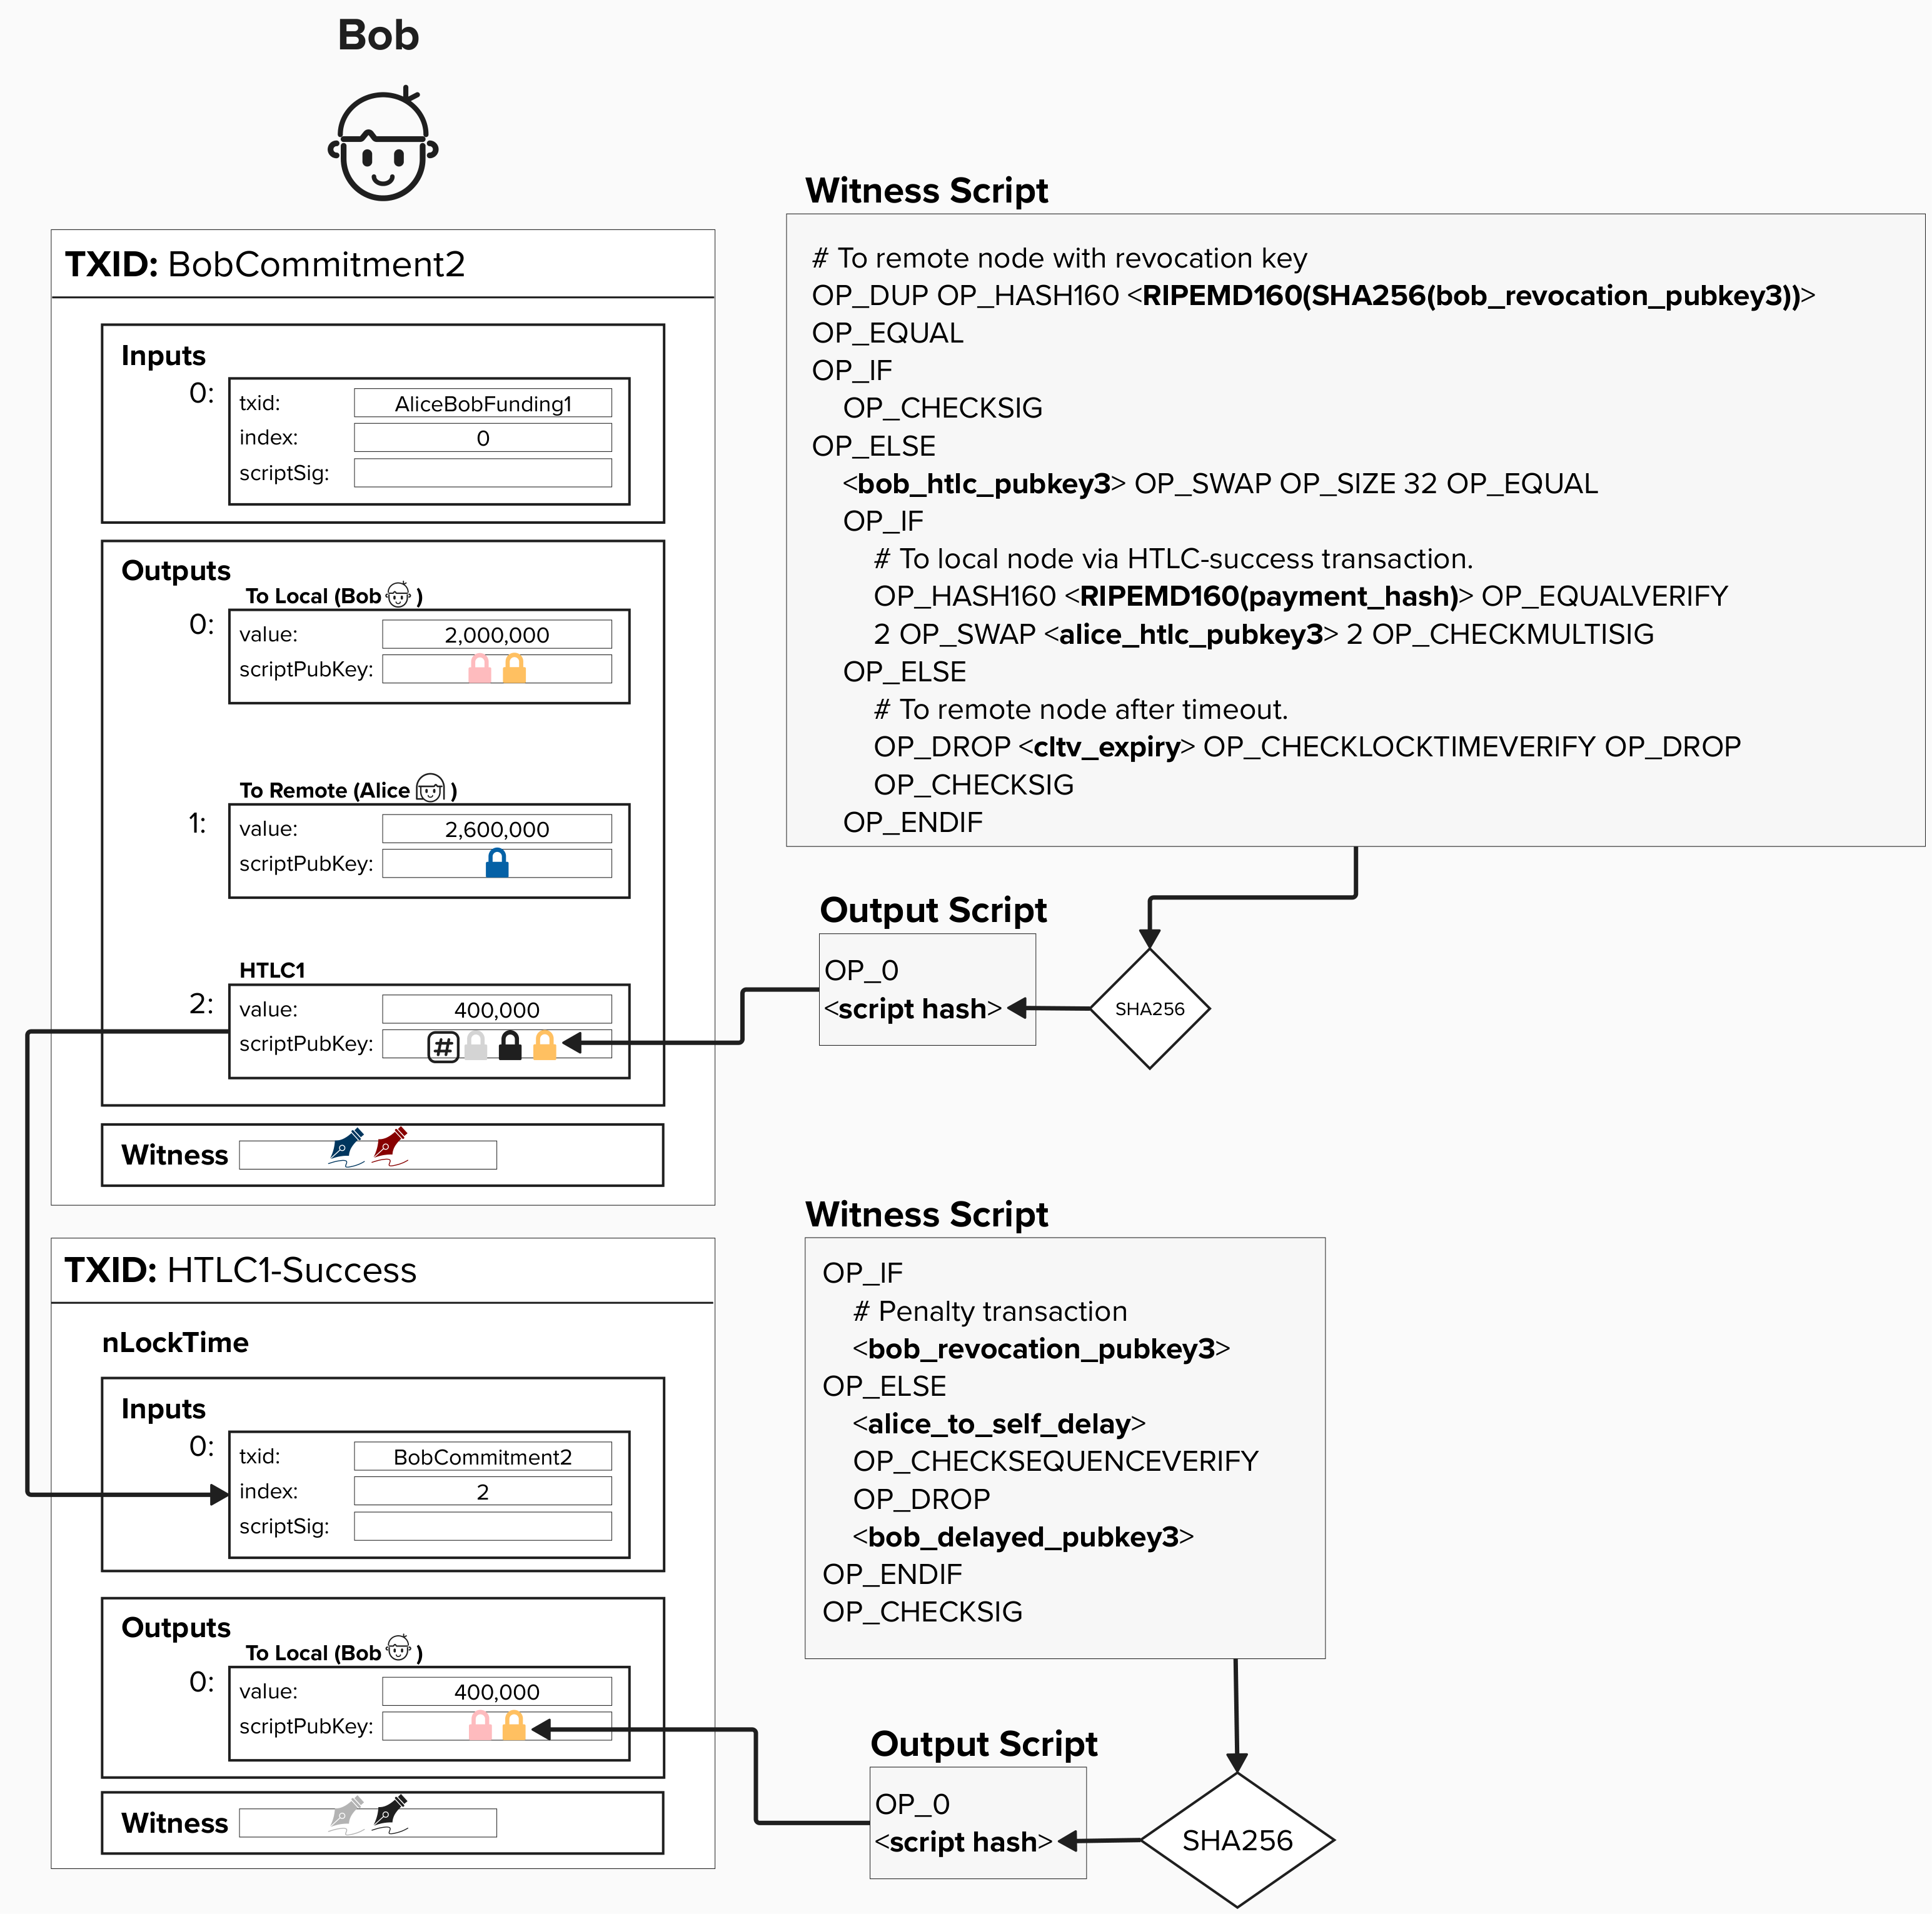 Bob
TXID: BobCommitment2
Inputs
0:
txid: AliceBobFunding1
index: 0
scriptSig:
Outputs
To Local (Bob )
0:
value: 2,000,000
scriptPubKey:
To Remote (Alice )
1:
value: 2,600,000
scriptPubKey:
HTLC1
2:
value: 400,000
scriptPubKey: #
Witness
Witness Script
# To remote node with revocation key
OP_DUP OP_HASH160 <RIPEMD160(SHA256(bob_revocation_pubkey3))>
OP_EQUAL
OP_IF
OP_CHECKSIG
OP_ELSE
<bob_htlc_pubkey3> OP_SWAP OP_SIZE 32 OP_EQUAL
OP_IF
# To local node via HTLC-success transaction.
OP_HASH160 <RIPEMD160(payment_hash)> OP_EQUALVERIFY
2 OP_SWAP <alice_htlc_pubkey3> 2 OP_CHECKMULTISIG
OP_ELSE
# To remote node after timeout.
OP_DROP <cltv_expiry> OP_CHECKLOCKTIMEVERIFY OP_DROP
OP_CHECKSIG
OP_ENDIF
Output Script
OP_0
<script hash>
SHA256
TXID: HTLC1-Success
nLockTime
Inputs
0:
txid: BobCommitment2
index: 2
scriptSig:
Outputs
To Local (Bob )
0:
value: 400,000
scriptPubKey:
Witness
Witness Script
OP_IF
# Penalty transaction
<bob_revocation_pubkey3>
OP_ELSE
<alice_to_self_delay>
OP_CHECKSEQUENCEVERIFY
OP_DROP
<bob_delayed_pubkey3>
OP_ENDIF
OP_CHECKSIG
Output Script
OP_0
<script hash>
SHA256